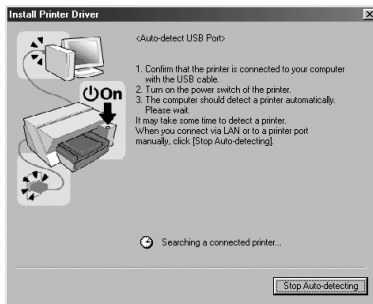 Install Printer Driver
<Auto-detect USB Port>
1. Confirm that the printer is connected to your computer
with the USB cable.
2. Turn on the power switch of the printer.
3. The computer should detect a printer automatically.
Please wait.
It may take some time to detect a printer.
When you connect via LAN or to a printer port
manually, click [Stop Auto-detecting].
On
Searching a connected printer...
Stop Auto-detecting